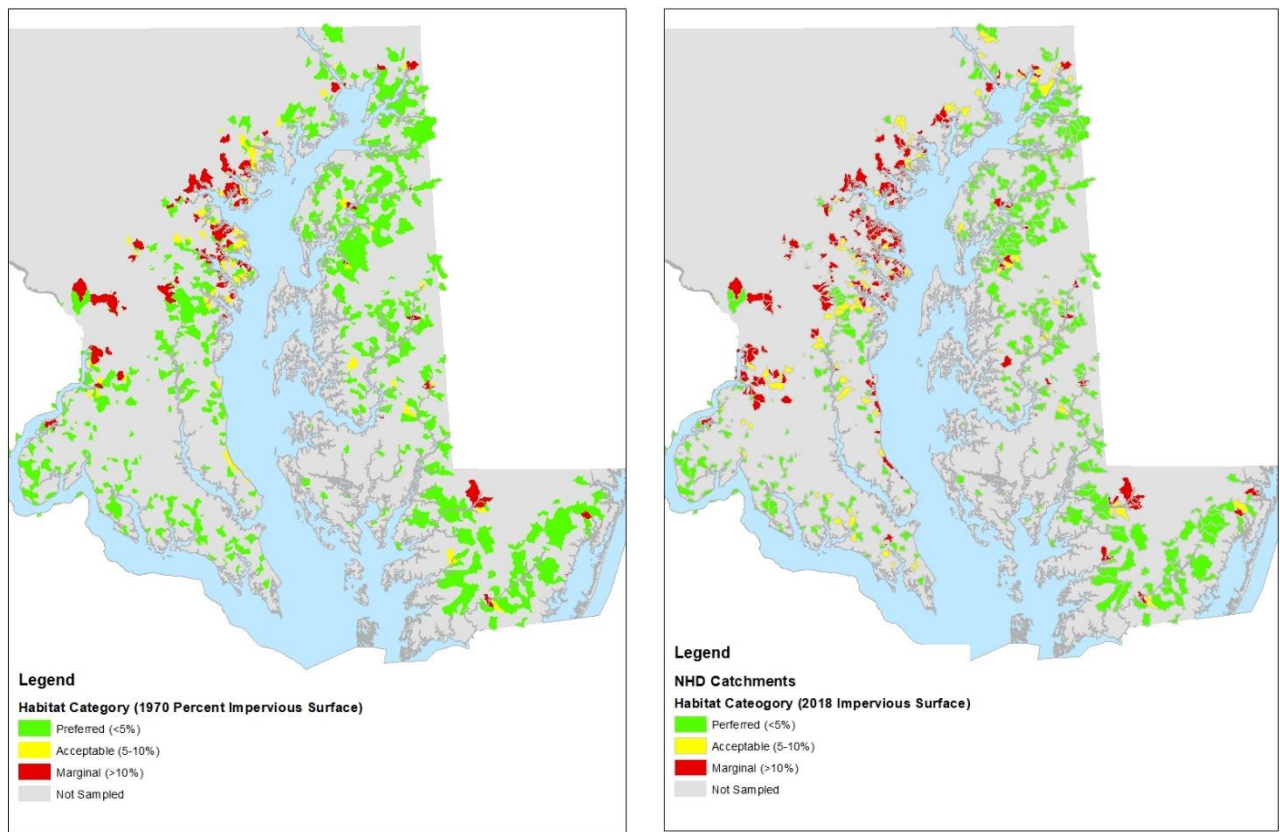 Legend
Habitat Category (1970 Percent Impervious Surface)
Preferred (<5%)
Acceptable (5-10%)
Marginal (>10%)
Not Sampled
Legend
NHD Catchments
Habitat Cateogory (2018 Impervious Surface)
Perferred (<5%)
Acceptable (5-10%)
Marginal (>10%)
Not Sampled